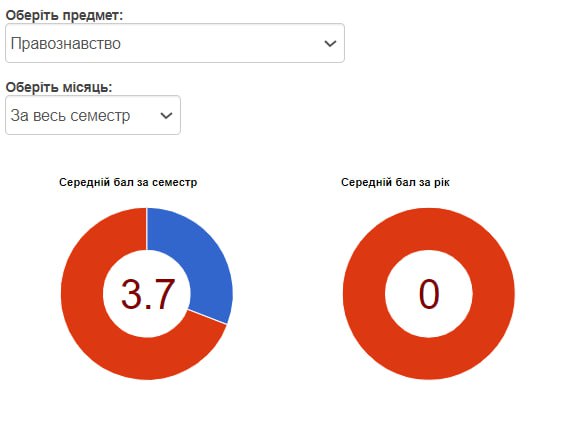 Оберіть предмет:
Правознавство
Оберіть місяць:
За весь семестр
Середній бал за семестр
Середній бал за рік
3.7
0